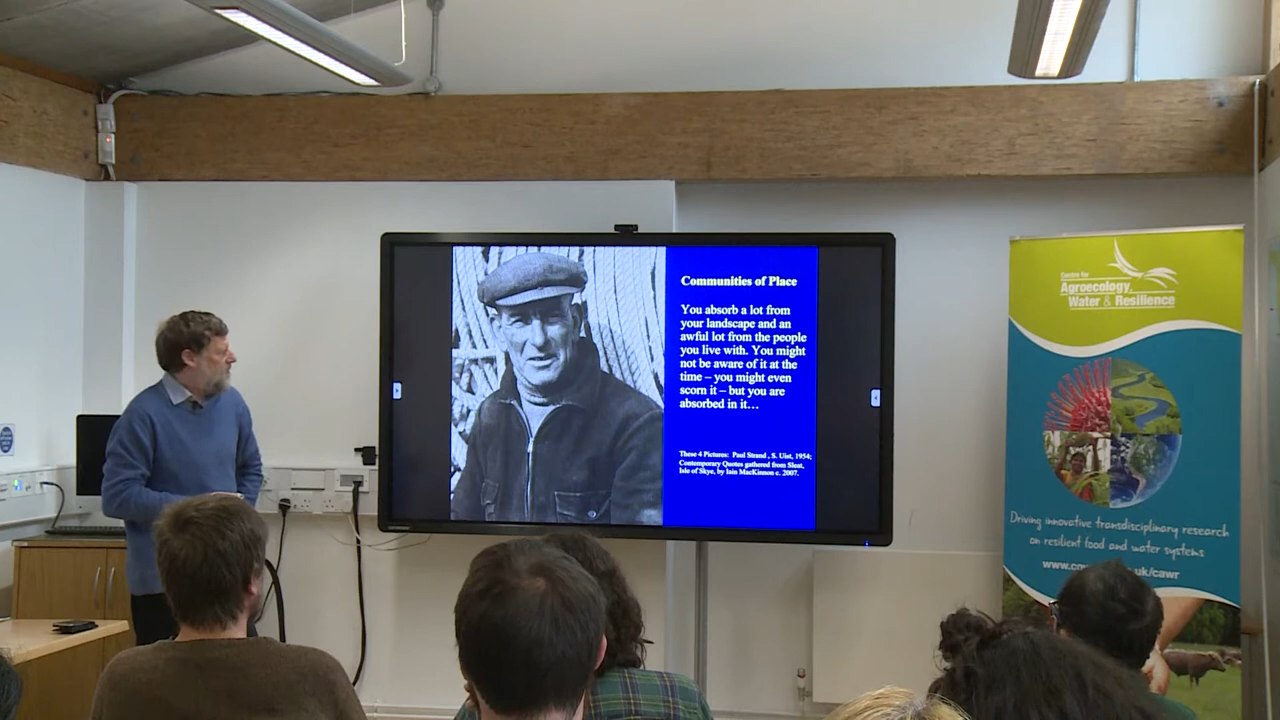 Communities of Place
You absorb a lot from
your landscape and an
awful lot from the people
you live with. You might
not be aware of it at the
time – you might even
scorn it – but you are
absorbed in it…
These 4 Pictures: Paul Strand , S. Uist, 1954;
Contemporary Quotes gathered from Sleat,
Isle of Skye, by Iain MacKinnon c. 2007.
Centre for
Agroecology,
Water & Resilience
Driving innovative transdisciplinary research
on resilient food and water systems
uk/cawr